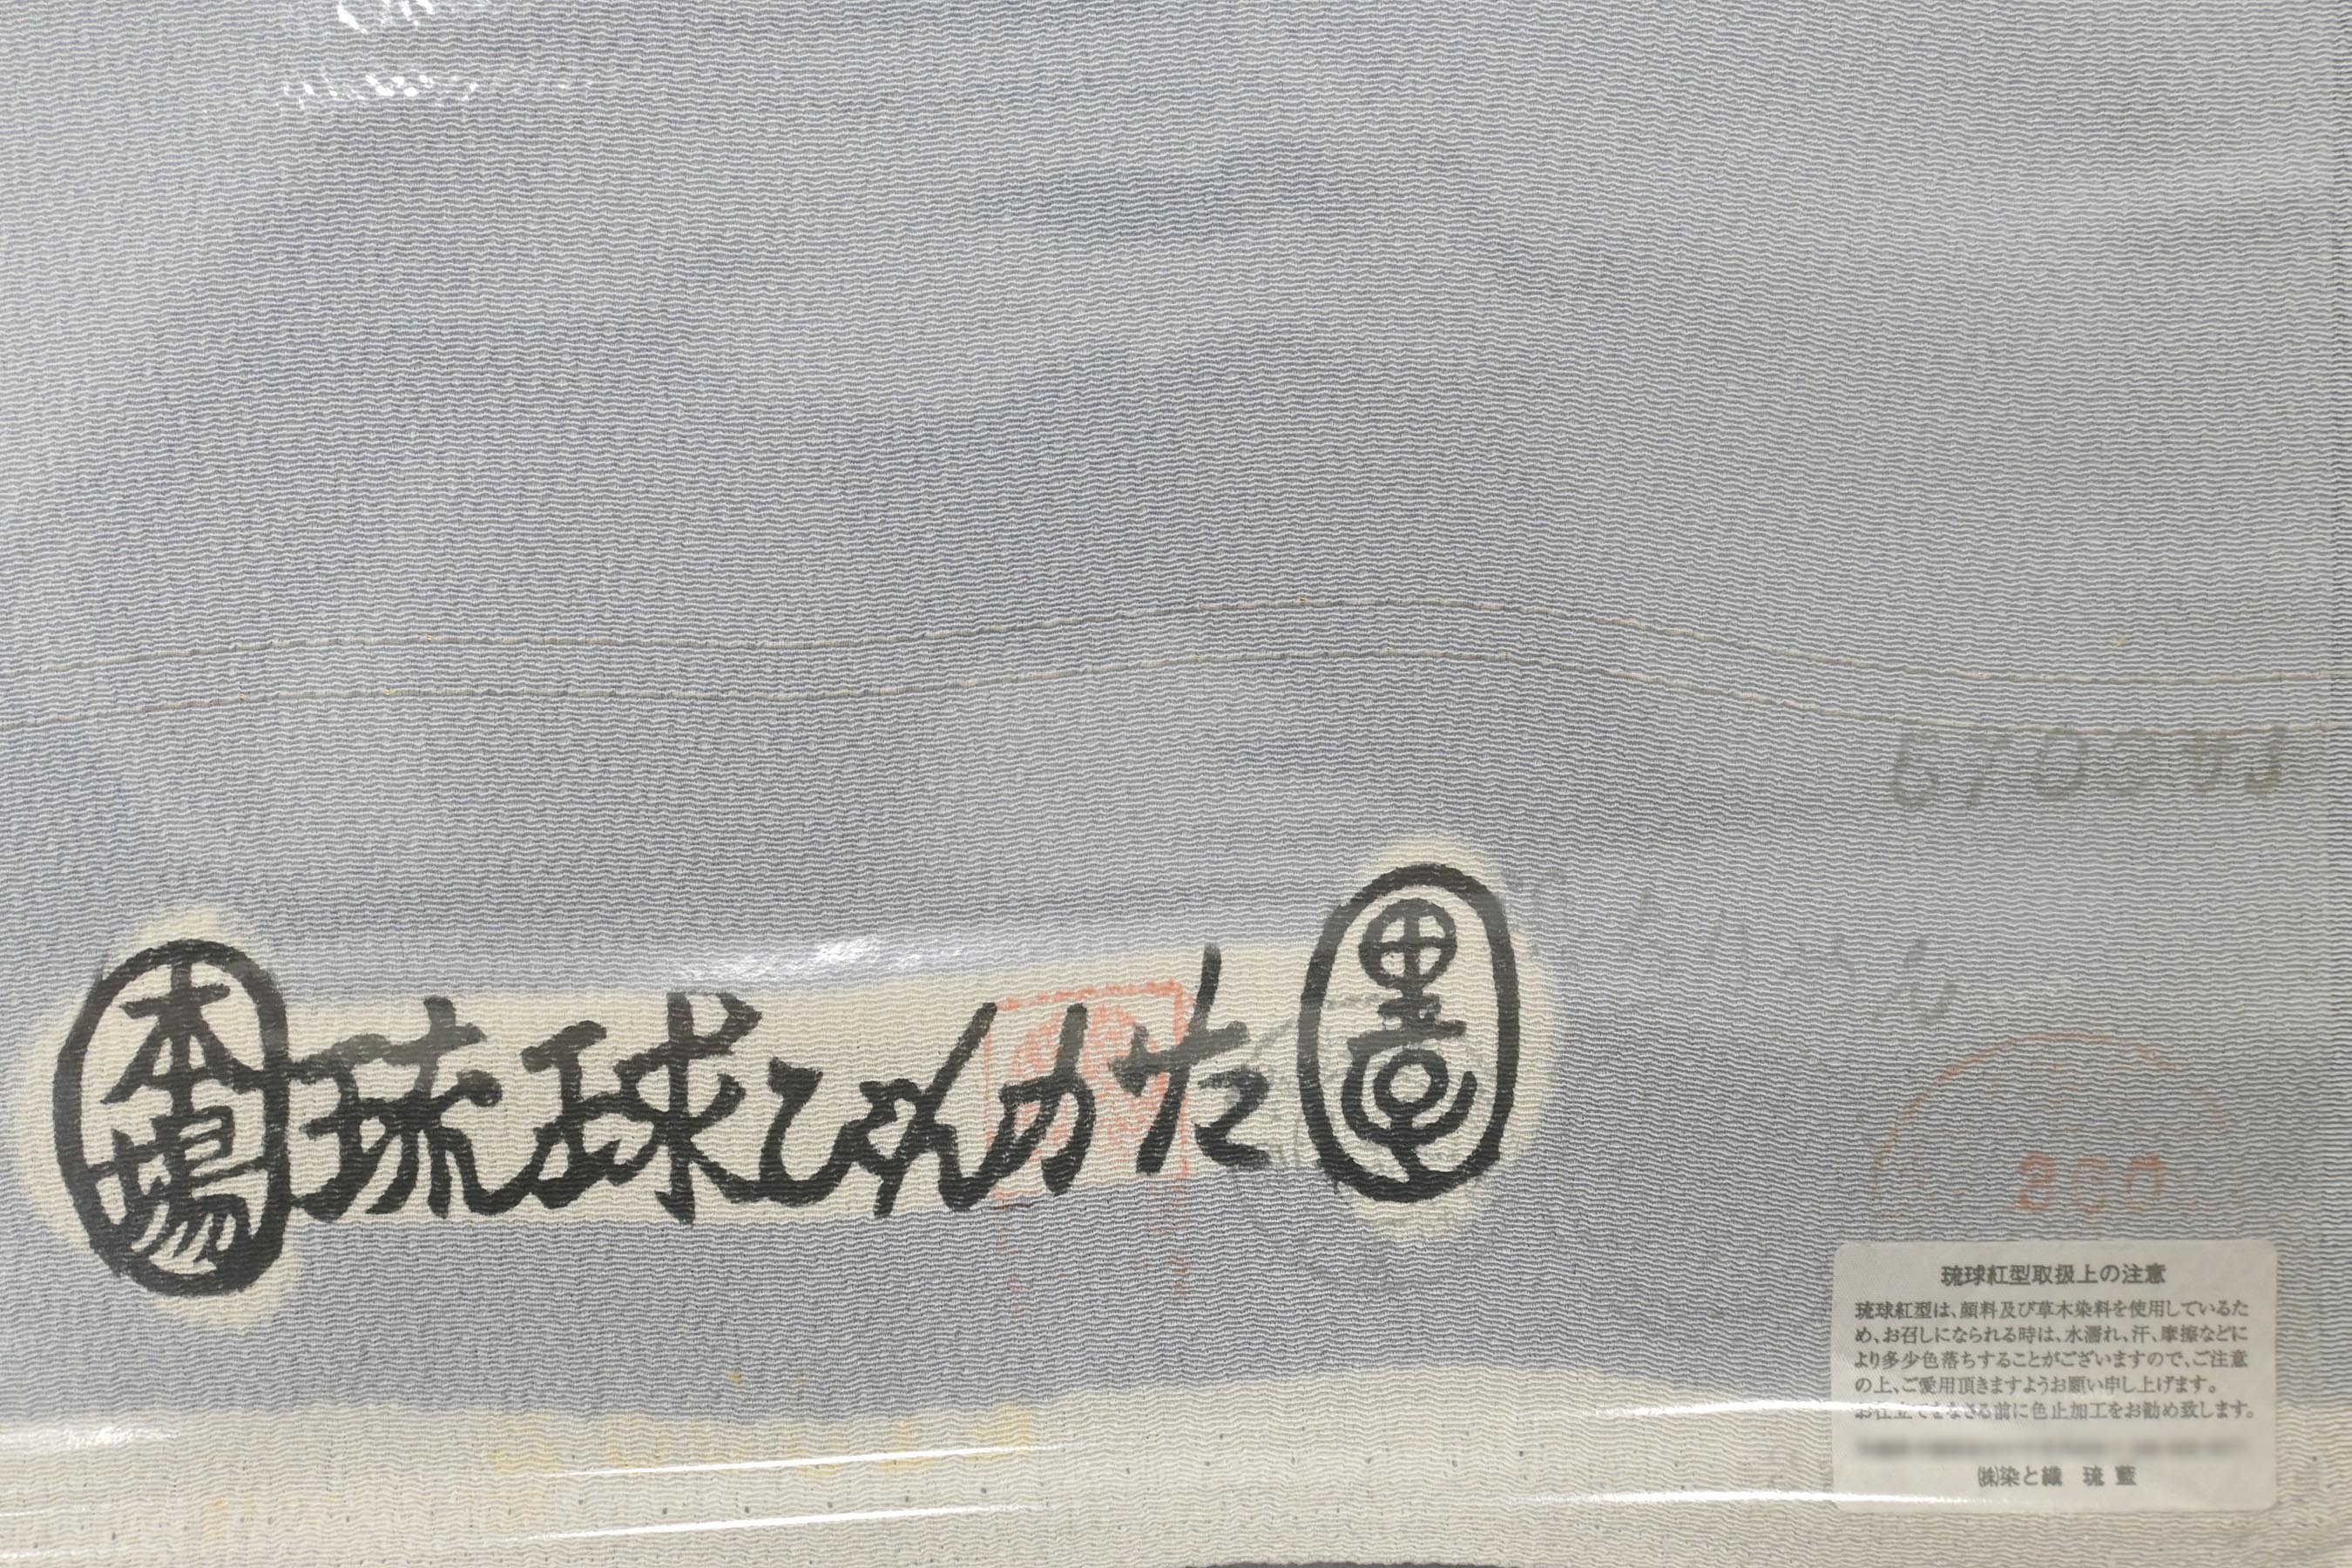 本場 琉球びんがた
琉球紅型取扱上の注意
琉球紅型は、顔料及び草木染料を使用しているた
め、お召しになられる時は、水濡れ、汗、摩擦などに
より多少色落ちすることがございますので、ご注意
の上、ご愛用頂きますようお願い申し上げます。
お仕立てをなさる前に色止加工をお勧め致します。
㈱染と織 琉藍